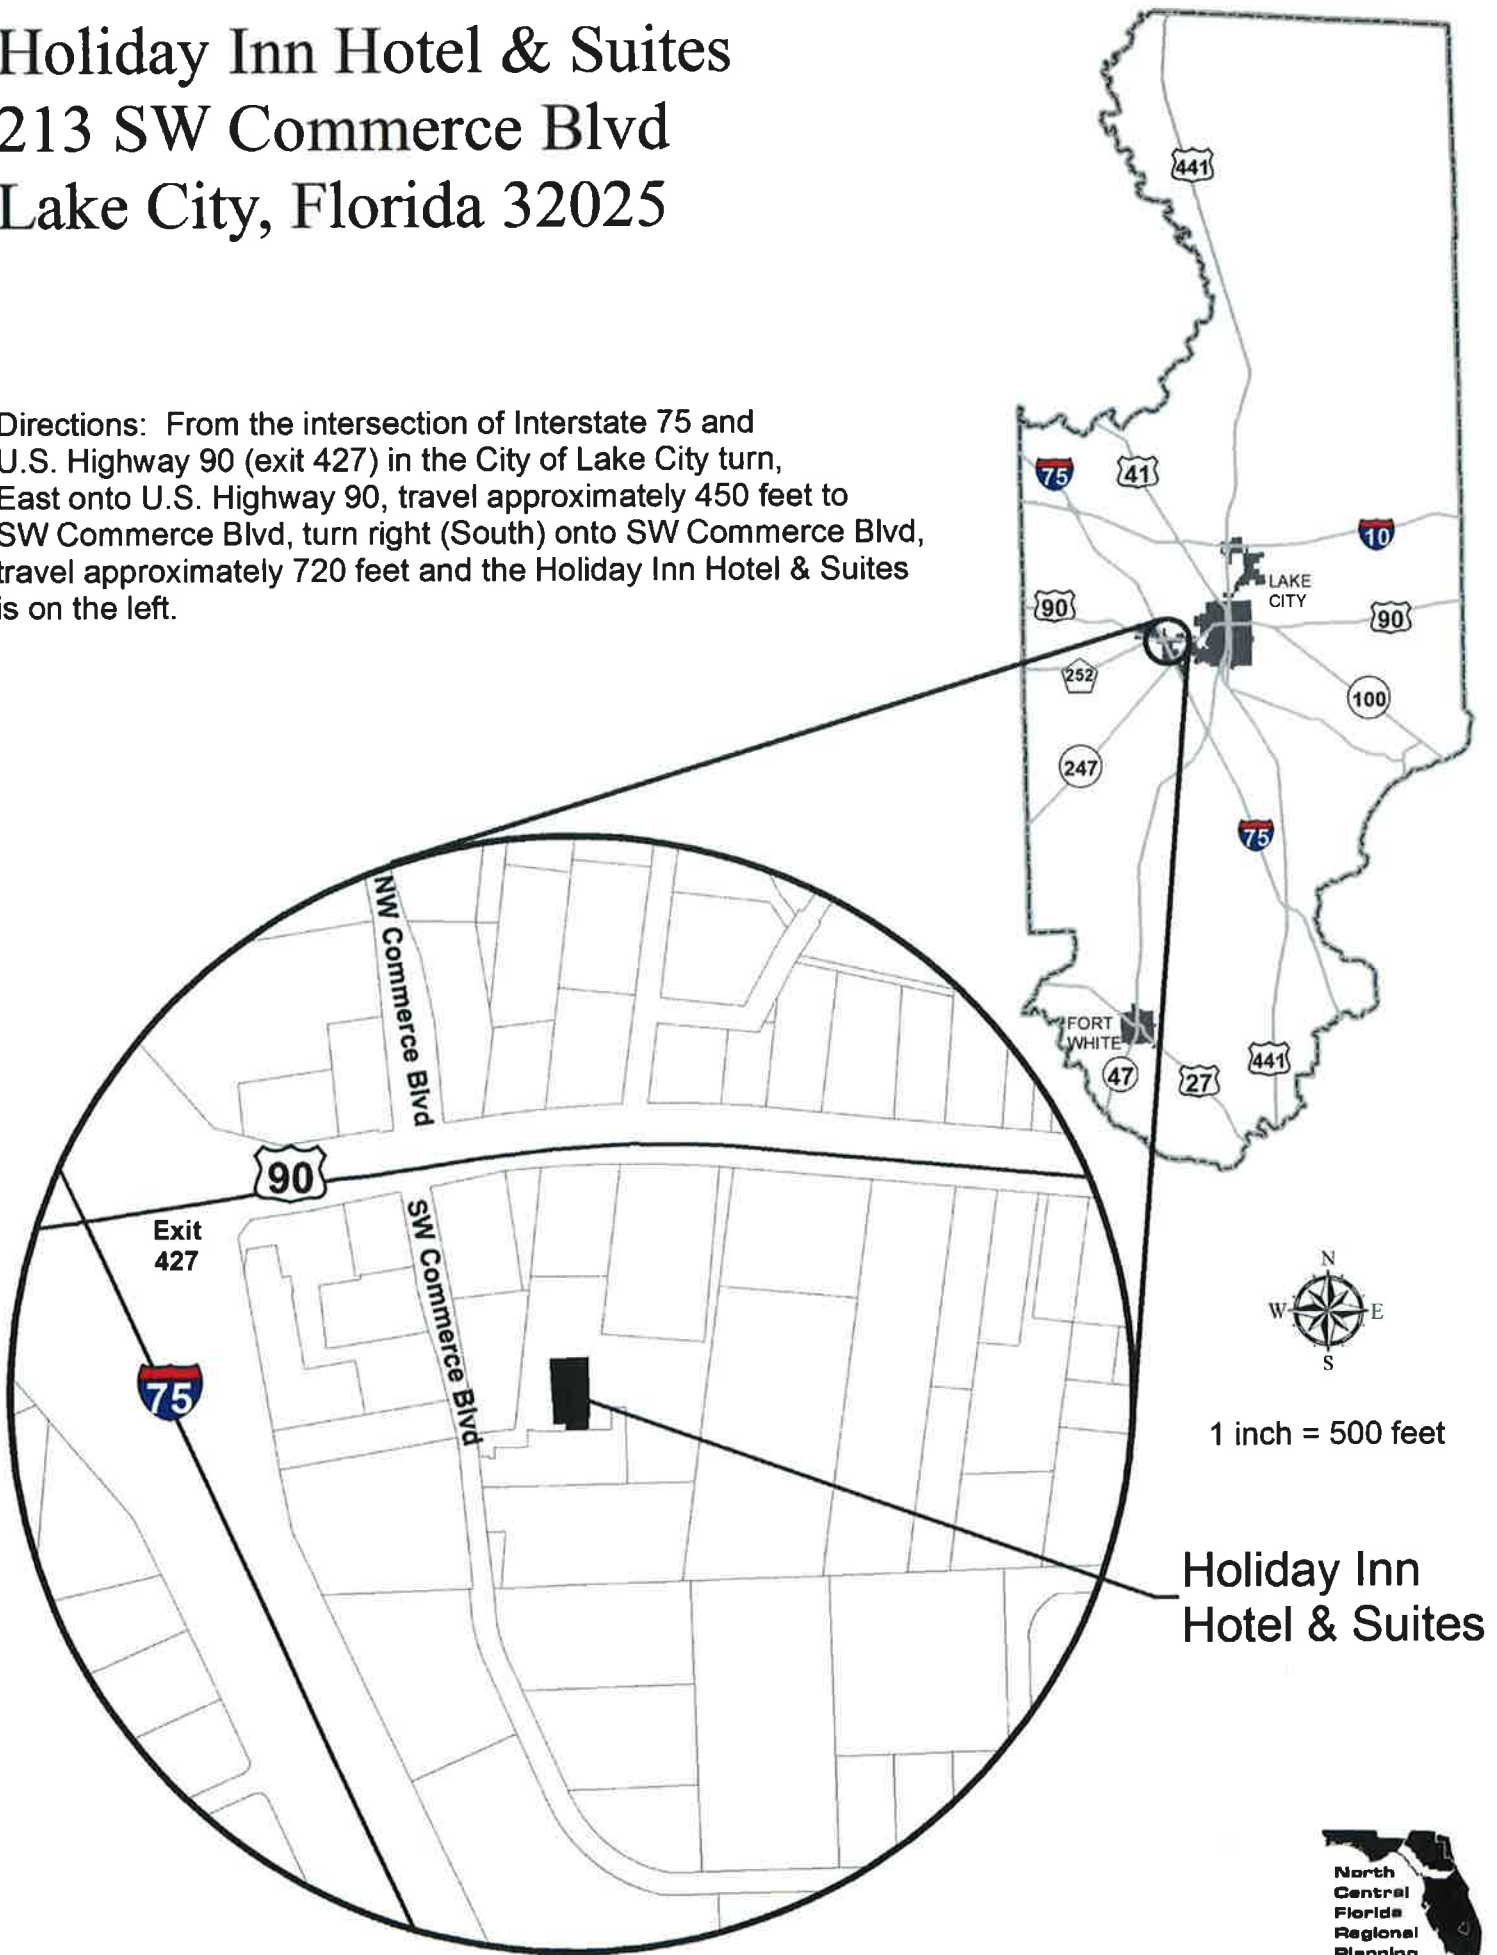 Holiday Inn Hotel & Suites
213 SW Commerce Blvd
Lake City, Florida 32025
Directions: From the intersection of Interstate 75 and
U.S. Highway 90 (exit 427) in the City of Lake City turn,
East onto U.S. Highway 90, travel approximately 450 feet to
SW Commerce Blvd, turn right (South) onto SW Commerce Blvd,
travel approximately 720 feet and the Holiday Inn Hotel & Suites
is on the left.
441
75
41
10
LAKE
CITY
90
90
252
100
247
75
FORT
WHITE
47
27
441
NW Commerce Blvd
90
Exit
427
SW Commerce Blvd
75
N
W
E
S
1 inch = 500 feet
Holiday Inn
Hotel & Suites
North
Central
Florida
Regional
Planning